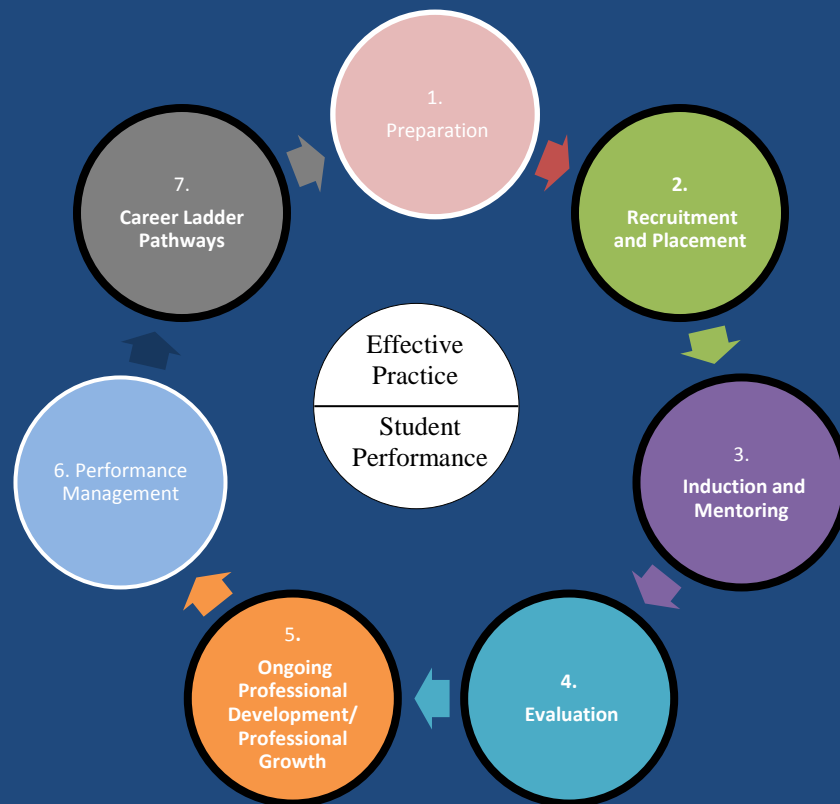 1.
Preparation
2.
Recruitment
and Placement
3.
Induction and
Mentoring
4.
Evaluation
5.
Ongoing
Professional
Development/
Professional
Growth
6. Performance
Management
7.
Career Ladder
Pathways
Effective
Practice
Student
Performance